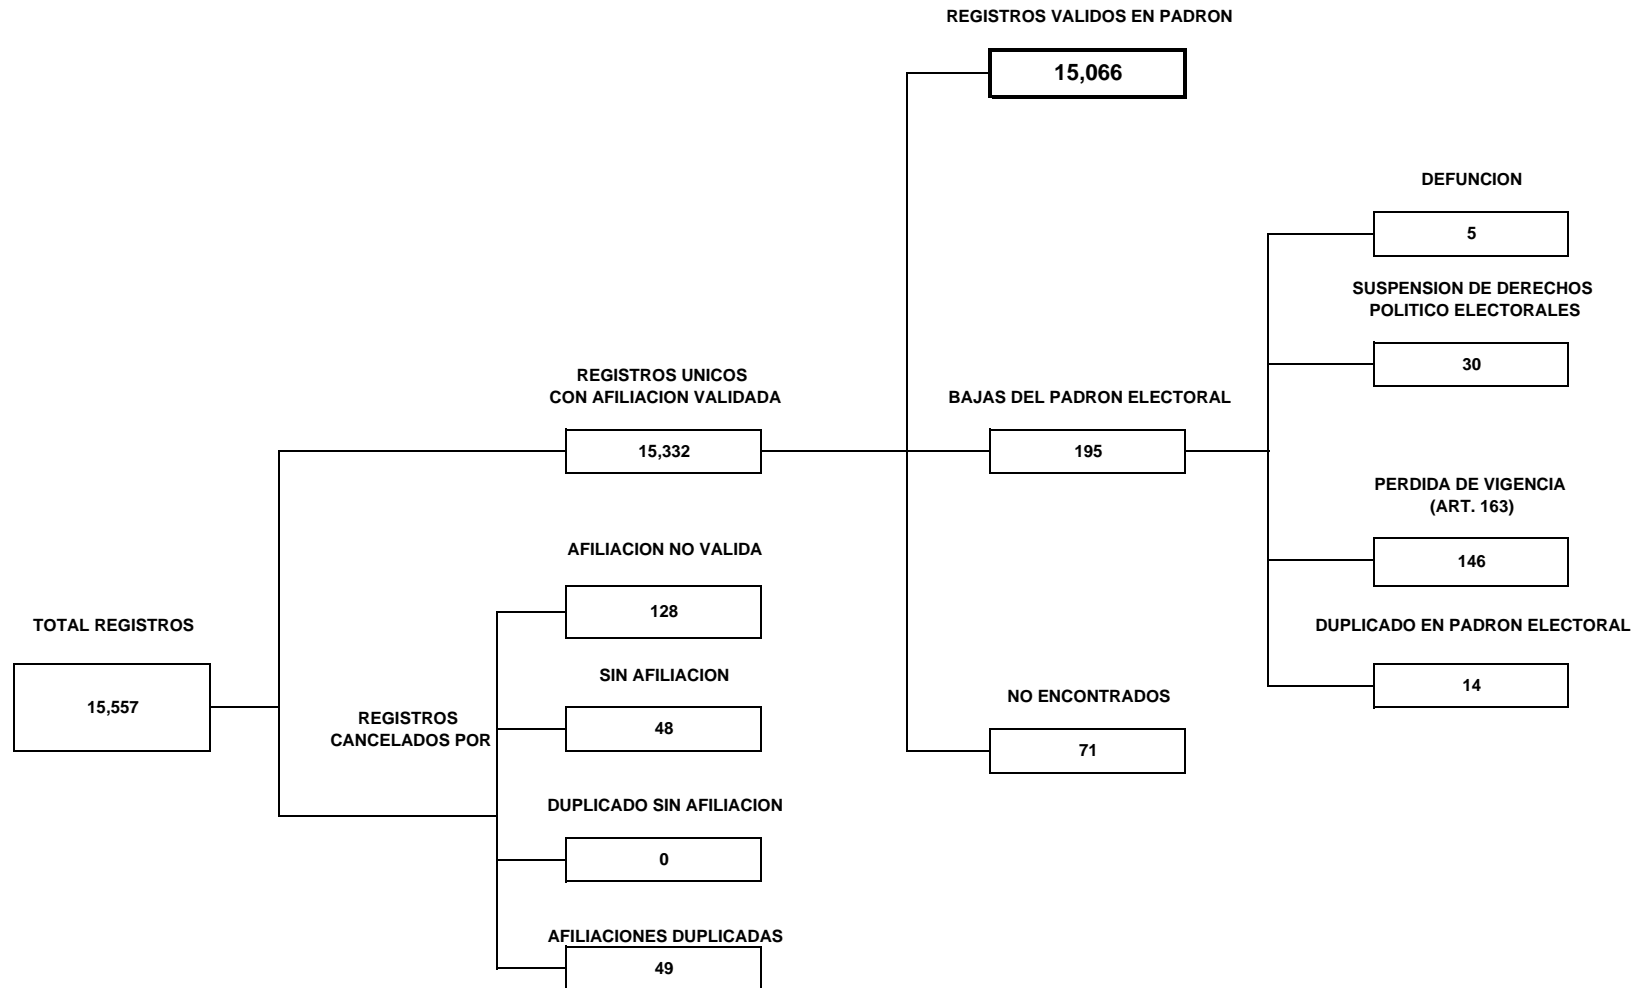 REGISTROS VALIDOS EN PADRON
15,066
DEFUNCION
5
SUSPENSION DE DERECHOS
POLITICO ELECTORALES
30
REGISTROS UNICOS
CON AFILIACION VALIDADA
15,332
BAJAS DEL PADRON ELECTORAL
195
PERDIDA DE VIGENCIA
(ART. 163)
146
AFILIACION NO VALIDA
128
TOTAL REGISTROS
15,557
DUPLICADO EN PADRON ELECTORAL
14
SIN AFILIACION
48
NO ENCONTRADOS
71
REGISTROS
CANCELADOS POR
DUPLICADO SIN AFILIACION
0
AFILIACIONES DUPLICADAS
49